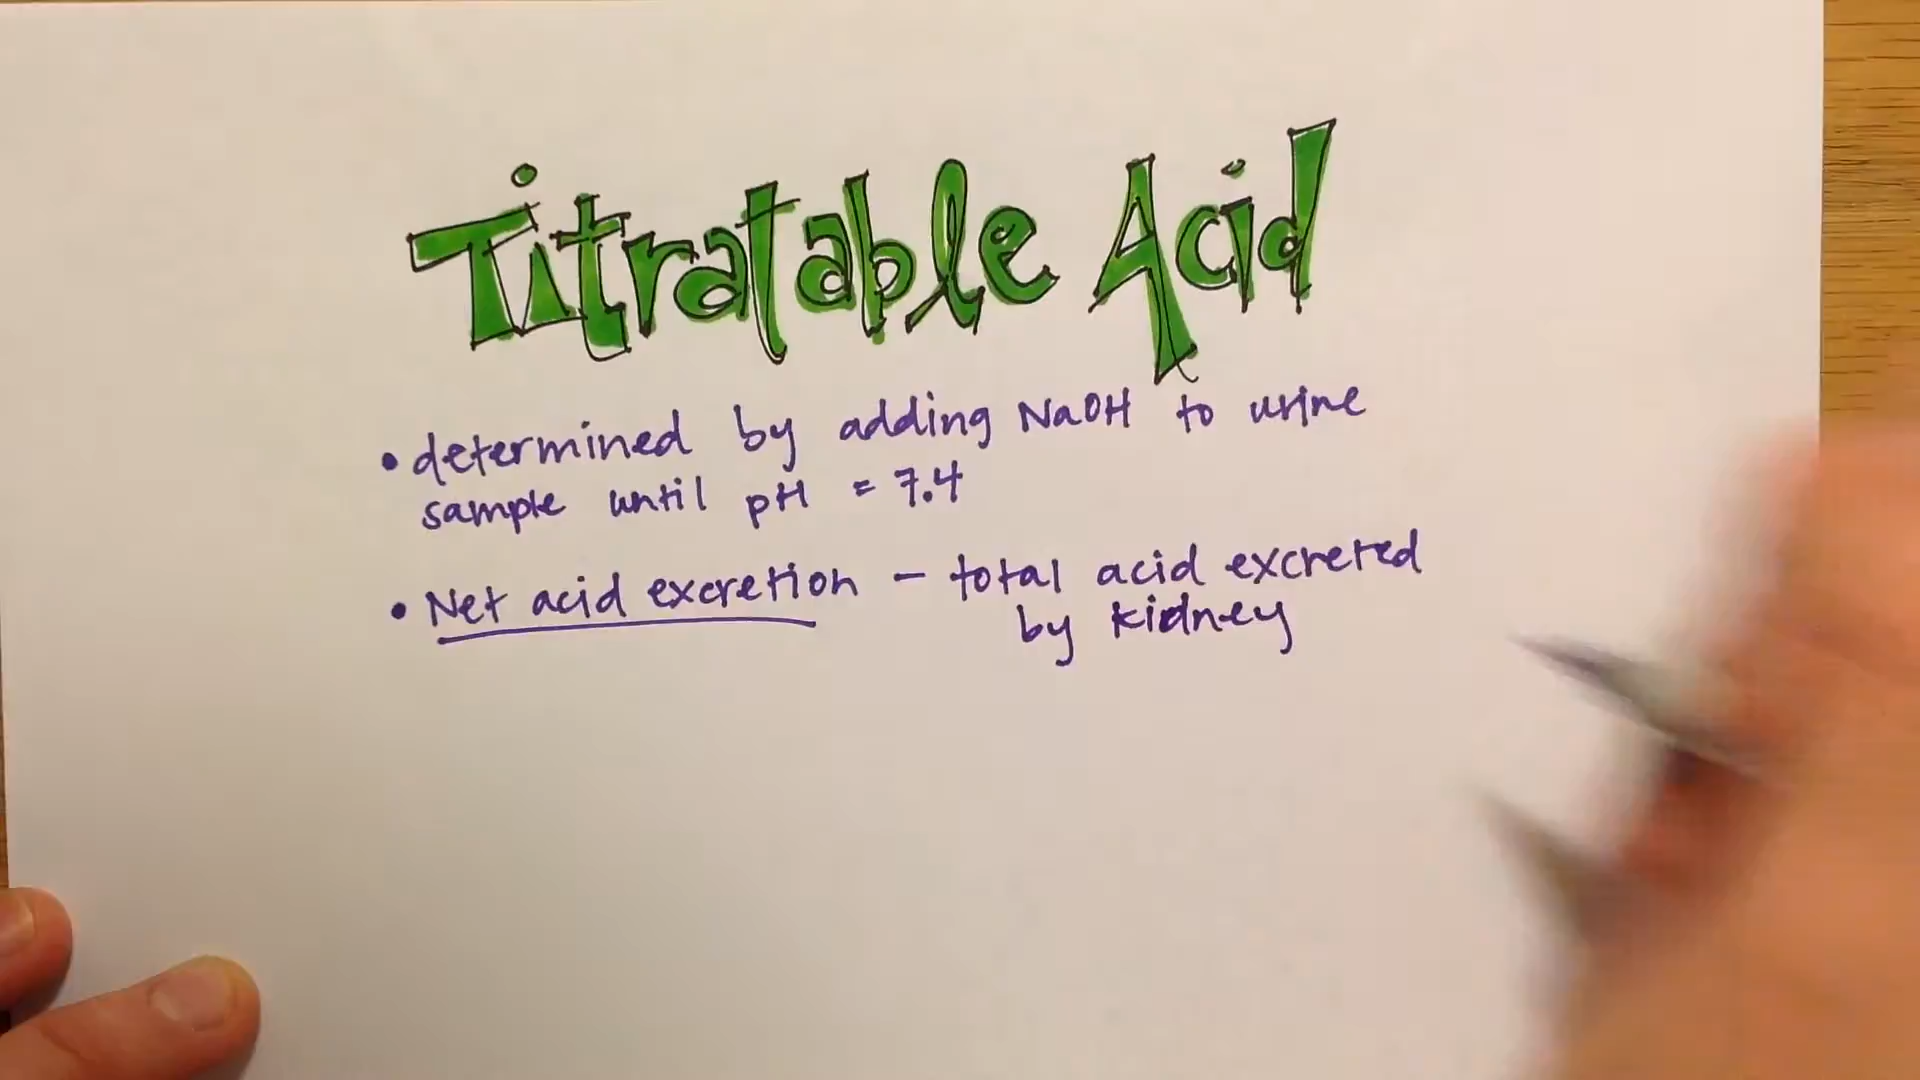 Titratable Acid
• determined by adding NaOH to urine
sample until pH = 7.4
• Net acid excretion – total acid excreted
by kidney